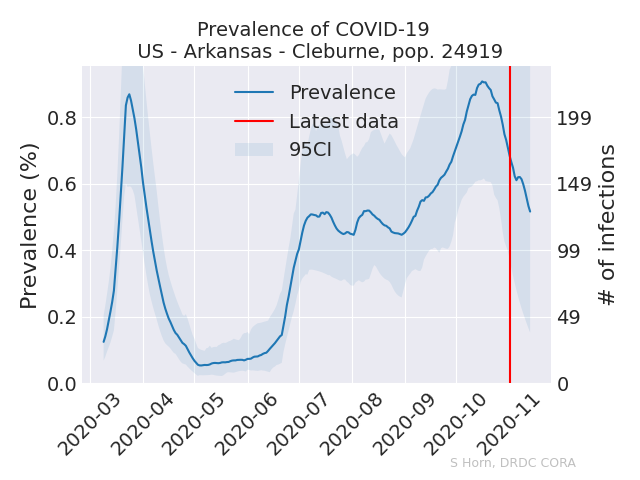 Prevalence of COVID-19
US - Arkansas - Cleburne, pop. 24919
Prevalence
Latest data
95CI
Prevalence (%)
0.8
0.6
0.4
0.2
0.0
199
149
99
49
0
# of infections
2020-03
2020-04
2020-05
2020-06
2020-07
2020-08
2020-09
2020-10
2020-11
S Horn, DRDC CORA